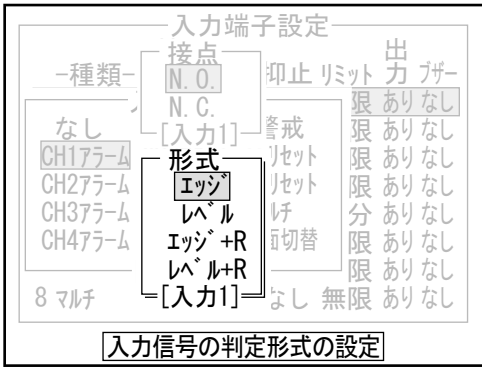 入力端子設定
接点
出
-種類- N.O. 抑止 リミット 力 ブザー
限 あり なし
N.C. 限 あり なし
なし [入力1] 警戒 限 あり なし
CH1アラーム 形式 リセット 限 あり なし
CH2アラーム エッジ リセット 限 あり なし
CH3アラーム レベル ルチ 分 あり なし
CH4アラーム エッジ+R 面切替 限 あり なし
レベル+R 限 あり なし
8 マルチ [入力1] なし 無限 あり なし
入力信号の判定形式の設定